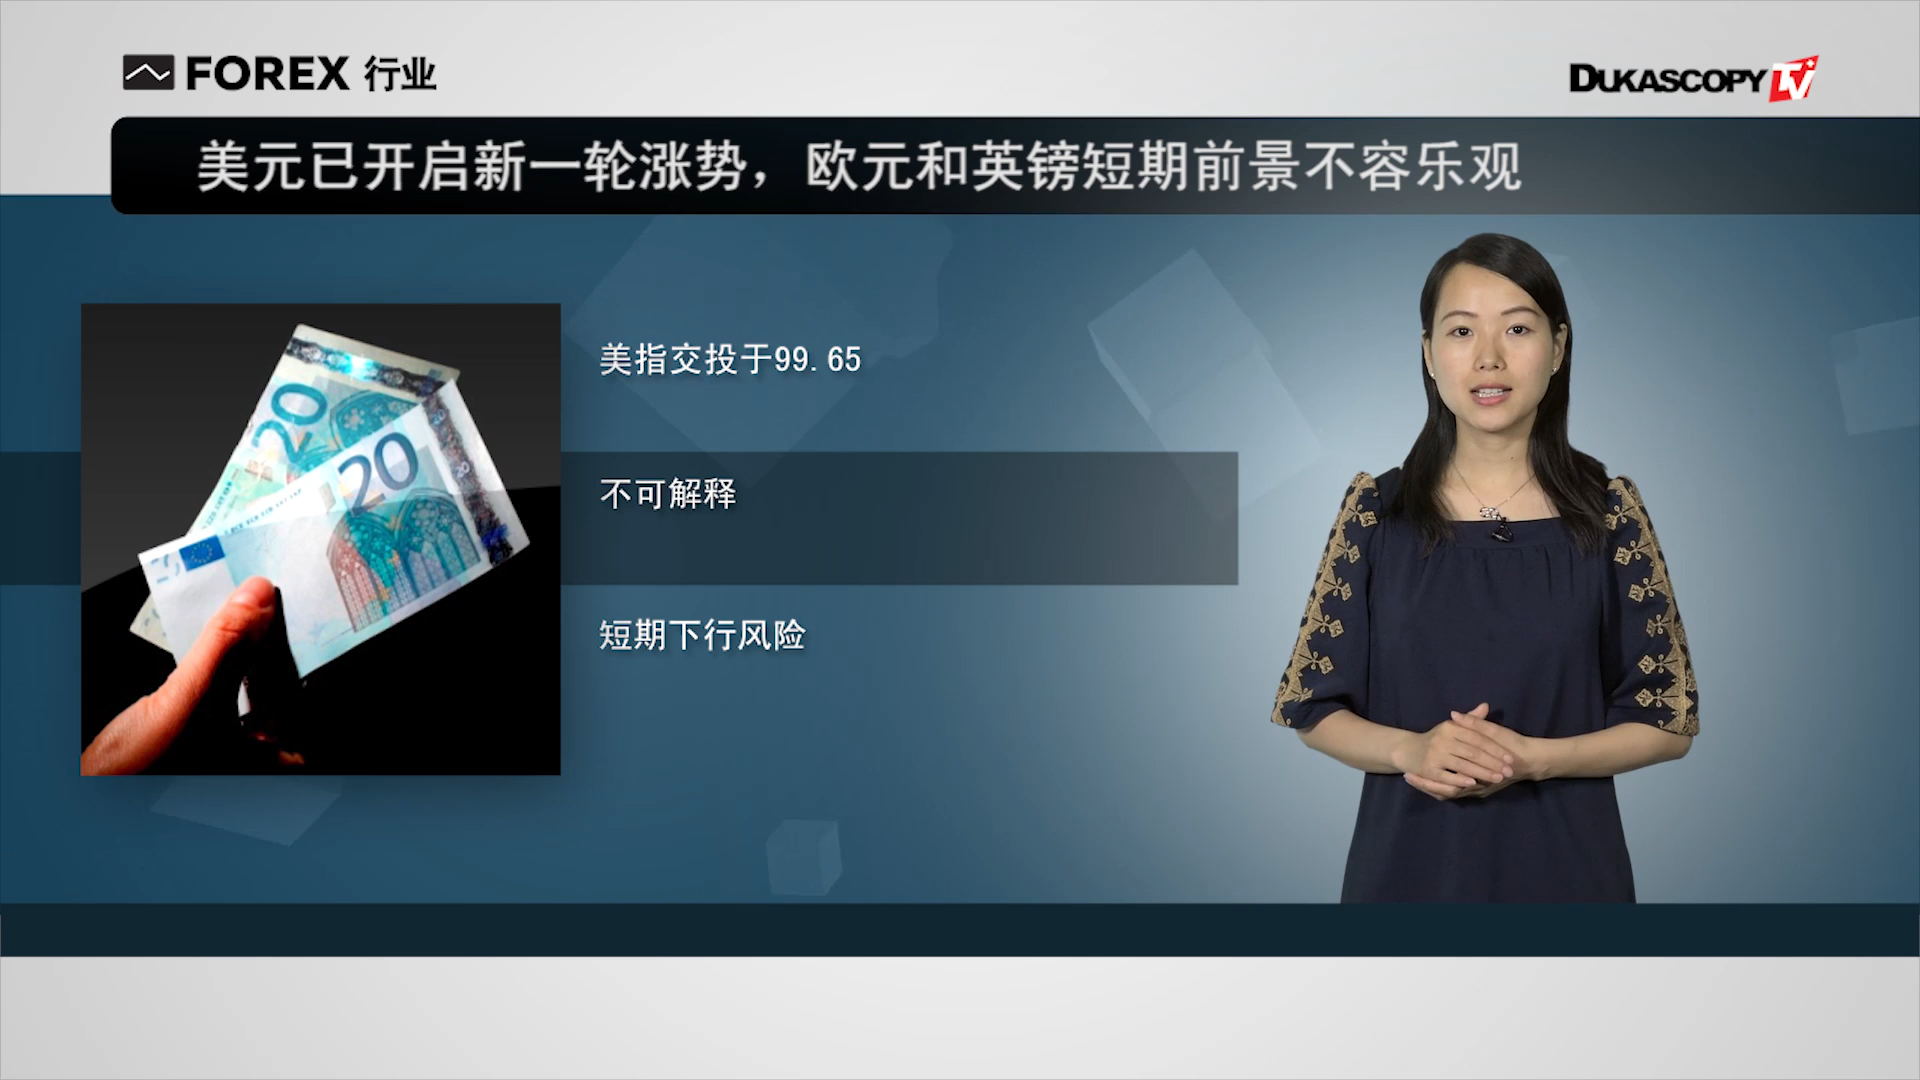 FOREX 行业
DUKASCOPY TV
美元已开启新一轮涨势，欧元和英镑短期前景不容乐观
美指交投于99.65
不可解释
短期下行风险
20
20